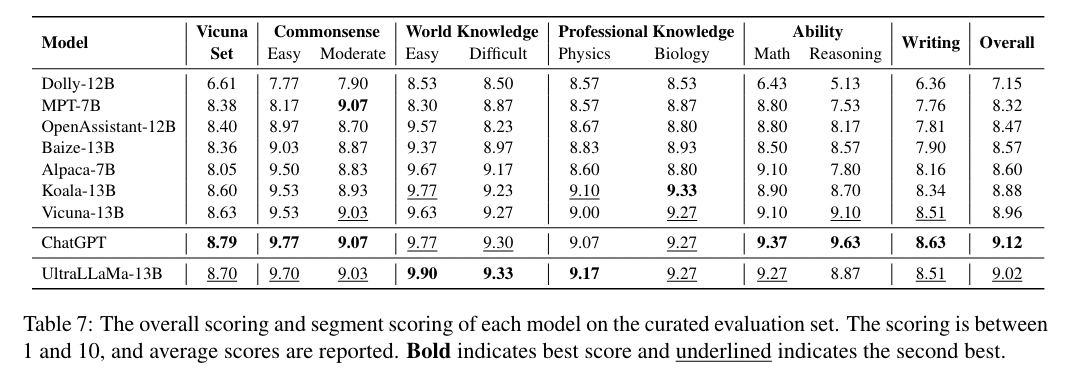 Model Vicuna Set Commonsense World Knowledge Professional Knowledge Ability Writing Overall
Easy Moderate Easy Difficult Physics Biology Math Reasoning
Dolly-12B 6.61 7.77 7.90 8.53 8.50 8.57 8.53 6.43 5.13 6.36 7.15
MPT-7B 8.38 8.17 9.07 8.30 8.87 8.57 8.87 8.80 7.53 7.76 8.32
OpenAssistant-12B 8.40 8.97 8.70 9.57 8.23 8.67 8.80 8.80 8.17 7.81 8.47
Baize-13B 8.36 9.03 8.87 9.37 8.97 8.83 8.93 8.50 8.57 7.90 8.57
Alpaca-7B 8.05 9.50 8.83 9.67 9.17 8.60 8.80 9.10 7.80 8.16 8.60
Koala-13B 8.60 9.53 8.93 9.77 9.23 9.10 9.33 8.90 8.70 8.34 8.88
Vicuna-13B 8.63 9.53 9.03 9.63 9.27 9.00 9.27 9.10 9.10 8.51 8.96
ChatGPT 8.79 9.77 9.07 9.77 9.30 9.07 9.27 9.37 9.63 8.63 9.12
UltraLLaMa-13B 8.70 9.70 9.03 9.90 9.33 9.17 9.27 9.27 8.87 8.51 9.02
Table 7: The overall scoring and segment scoring of each model on the curated evaluation set. The scoring is between
1 and 10, and average scores are reported. Bold indicates best score and underlined indicates the second best.